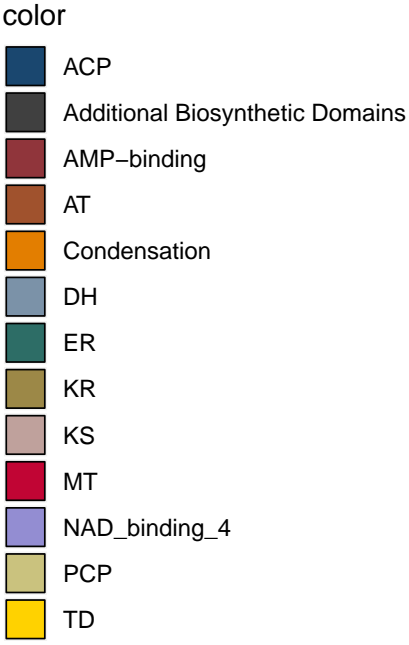 color
ACP
Additional Biosynthetic Domains
AMP−binding
AT
Condensation
DH
ER
KR
KS
MT
NAD_binding_4
PCP
TD